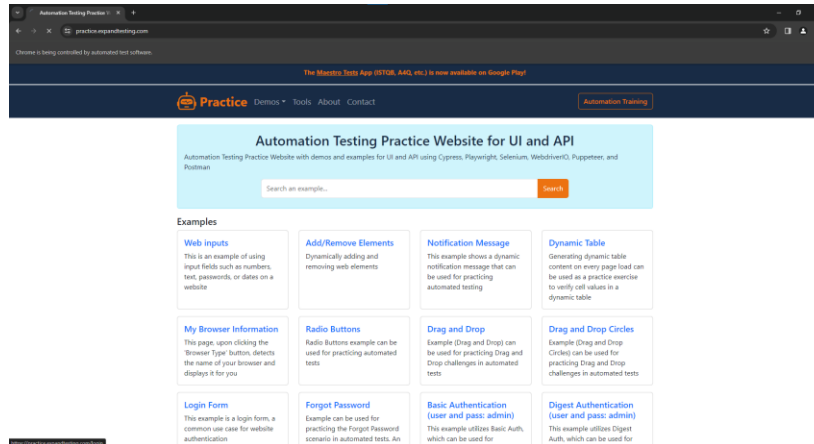 Automation Testing Practice W
practice.expandtesting.com
Chrome is being controlled by automated test software.
The Maestro Tests App (ISTQB, A4Q, etc.) is now available on Google Play!
Practice Demos Tools About Contact Automation Training
Automation Testing Practice Website for UI and API
Automation Testing Practice Website with demos and examples for UI and API using Cypress, Playwright, Selenium, WebdriverIO, Puppeteer, and
Postman
Search an example... Search
Examples
Web inputs
This is an example of using
input fields such as numbers,
text, passwords, or dates on a
website
Add/Remove Elements
Dynamically adding and
removing web elements
Notification Message
This example shows a dynamic
notification message that can
be used for practicing
automated testing
Dynamic Table
Generating dynamic table
content on every page load can
be used as a practice exercise
to verify cell values in a
dynamic table
My Browser Information
This page, upon clicking the
'Browser Type' button, detects
the name of your browser and
displays it for you
Radio Buttons
Radio Buttons example can be
used for practicing automated
tests
Drag and Drop
Example (Drag and Drop) can
be used for practicing Drag and
Drop challenges in automated
tests
Drag and Drop Circles
Example (Drag and Drop
Circles) can be used for
practicing Drag and Drop
challenges in automated tests
Login Form
This example is a login form, a
common use case for website
authentication
Forgot Password
Example can be used for
practicing the Forgot Password
scenario in automated tests. An
Basic Authentication
(user and pass: admin)
This example utilizes Basic Auth,
which can be used for
Digest Authentication
(user and pass: admin)
This example utilizes Digest
Auth, which can be used for